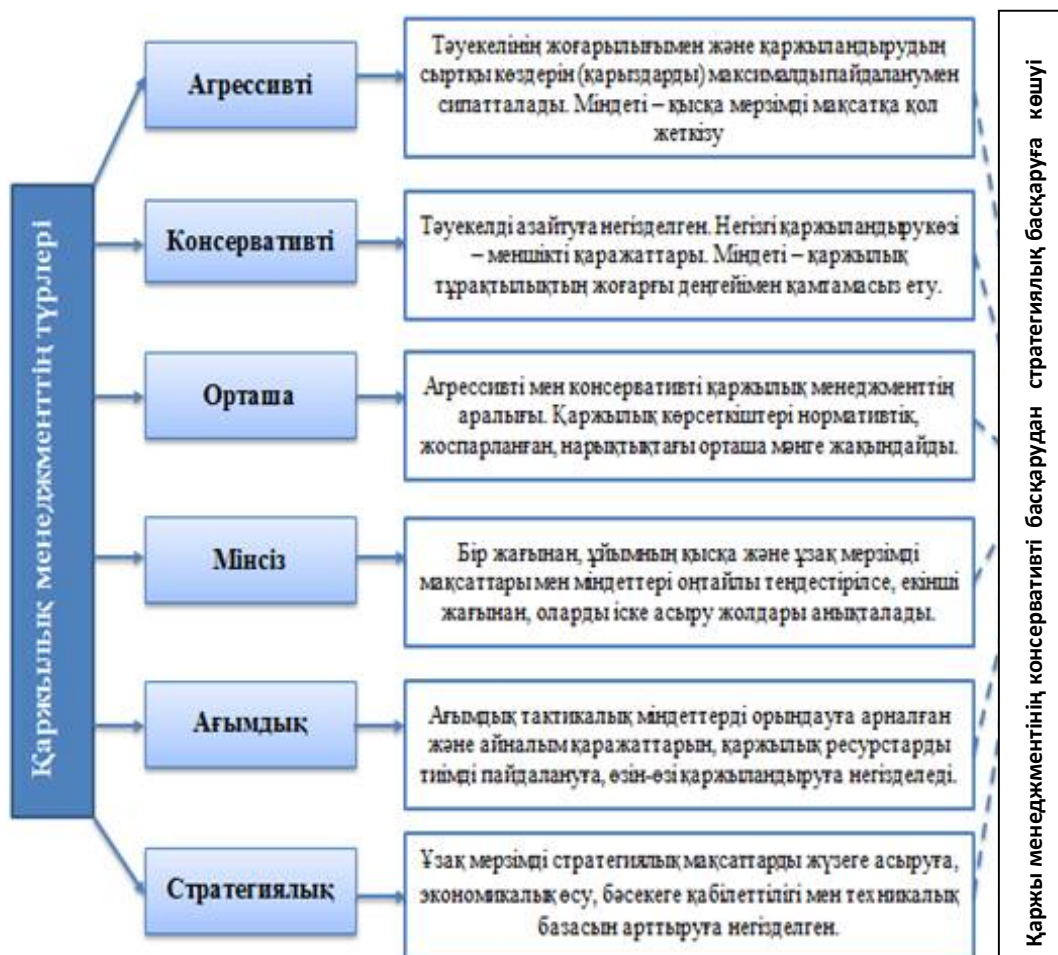 Қаржылық менеджменттің түрлері
Агрессивті
Тәуекелінің жоғарылығымен және қаржыландырудың
сыртқы көздерін (қарыздарды) максималды пайдаланумен
сипатталады. Міндеті – қысқа мерзімді мақсатқа қол
жеткізу
Консервативті
Тәуекелді азайтуға негізделген. Негізгі қаржыландыру көзі
– меншікті қаражаттары. Міндеті – қаржылық
тұрақтылықтың жоғарғы деңгейімен қамтамасыз ету.
Орташа
Агрессивті мен консервативті қаржылық менеджменттің
аралығы. Қаржылық көрсеткіштері нормативтік,
жоспарланған, нарықтықтағы орташа мәнге жақындайды.
Мінсіз
Бір жағынан, ұйымның қысқа және ұзақ мерзімді
мақсаттары мен міндеттері оңтайлы теңдестірілсе, екінші
жағынан, оларды іске асыру жолдары анықталады.
Ағымдық
Ағымдық тактикалық міндеттерді орындауға арналған
және айналым қаражаттарын, қаржылық ресурстарды
тиімді пайдалануға, өзін-өзі қаржыландыруға негізделеді.
Стратегиялық
Ұзақ мерзімді стратегиялық мақсаттарды жүзеге асыруға,
экономикалық өсу, бәсекеге қабілеттілігі мен техникалық
базасын арттыруға негізделген.
Қаржы менеджментінің консервативті басқарудан стратегиялық басқаруға көшуі